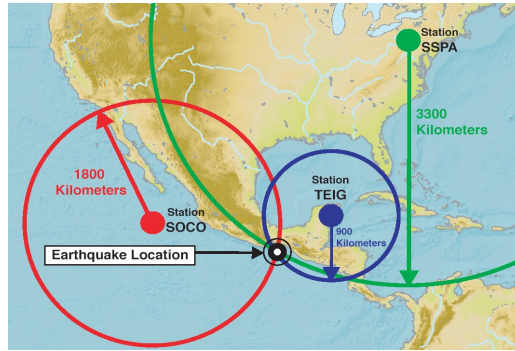 Station
SSPA
3300
Kilometers
1800
Kilometers
Station
TEIG
Station
SOCO
900
Kilometers
Earthquake Location